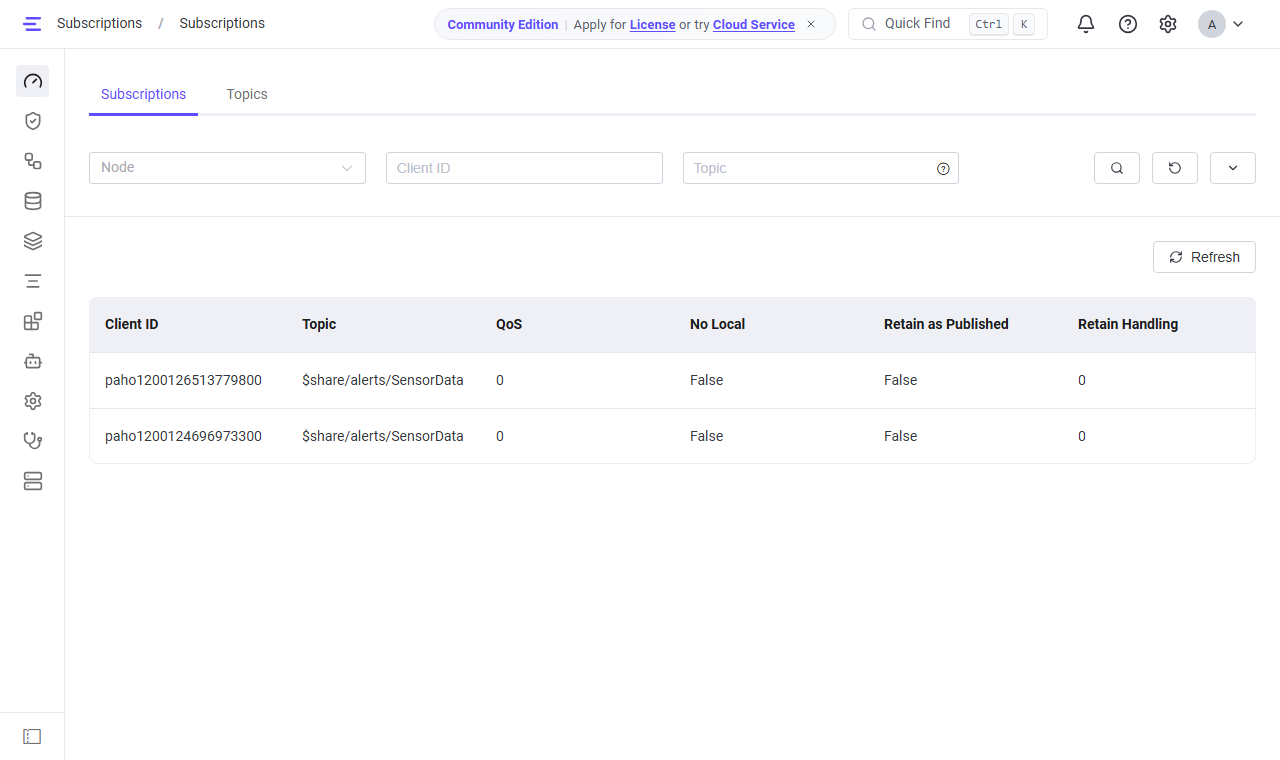 Subscriptions / Subscriptions
Community Edition | Apply for License or try Cloud Service
Quick Find Ctrl K
A
Subscriptions Topics
Node Client ID Topic
Refresh
Client ID Topic QoS No Local Retain as Published Retain Handling
paho1200126513779800 $share/alerts/SensorData 0 False False 0
paho1200124696973300 $share/alerts/SensorData 0 False False 0